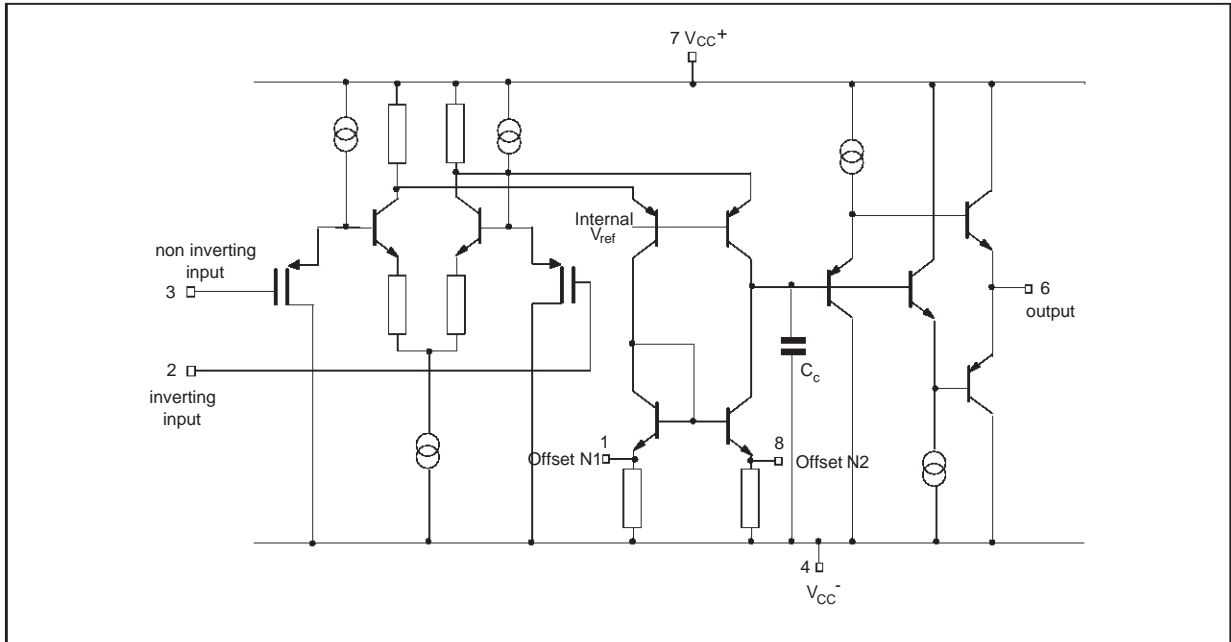 7 VCC+
Internal
Vref
non inverting
input
3
6
output
Cc
2
inverting
input
1
8
Offset N1
Offset N2
4
VCC-